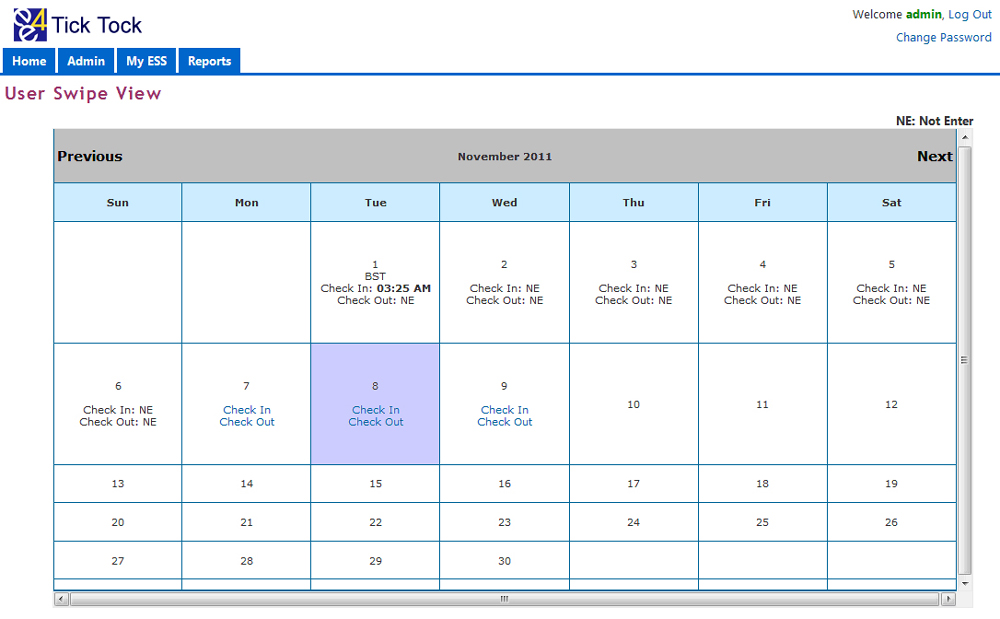 Tick Tock
Welcome admin, Log Out
Change Password
Home Admin My ESS Reports
User Swipe View
NE: Not Enter
Previous November 2011 Next
Sun Mon Tue Wed Thu Fri Sat
1
BST
Check In: 03:25 AM
Check Out: NE
2
Check In: NE
Check Out: NE
3
Check In: NE
Check Out: NE
4
Check In: NE
Check Out: NE
5
Check In: NE
Check Out: NE
6
Check In: NE
Check Out: NE
7
Check In
Check Out
8
Check In
Check Out
9
Check In
Check Out
10
11
12
13 14 15 16 17 18 19
20 21 22 23 24 25 26
27 28 29 30